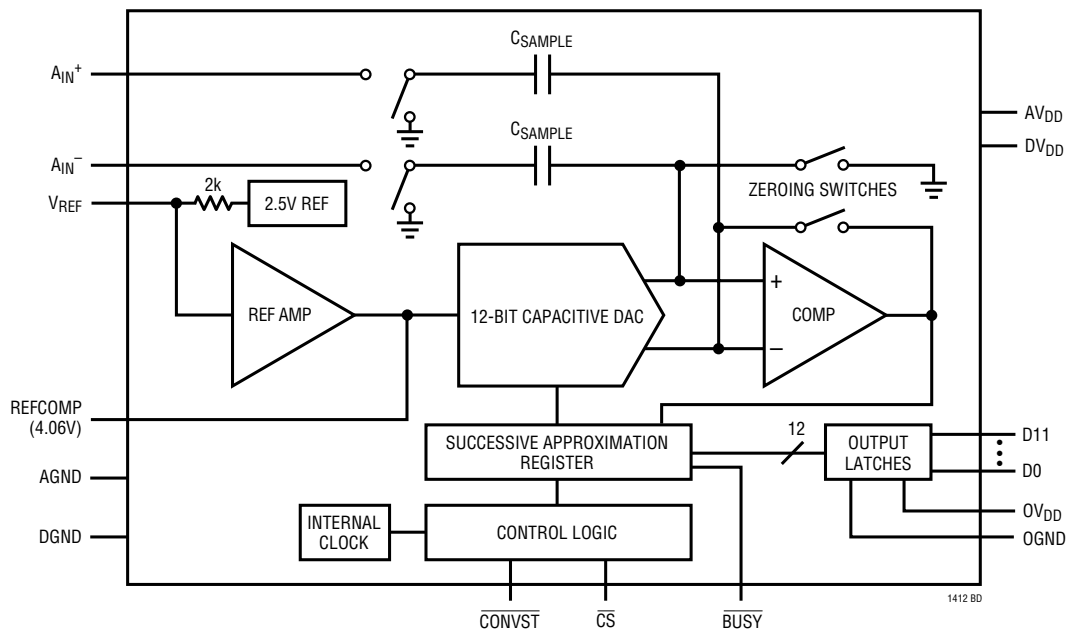 CSAMPLE
AIN+
AVDD
CSAMPLE
DVDD
AIN−
2k
ZEROING SWITCHES
VREF
2.5V REF
+
REF AMP
12-BIT CAPACITIVE DAC
COMP
−
REFCOMP
(4.06V)
12
D11
SUCCESSIVE APPROXIMATION
REGISTER
OUTPUT
LATCHES
D0
AGND
OVDD
INTERNAL
CLOCK
CONTROL LOGIC
DGND
OGND
1412 BD
CONVST
CS
BUSY